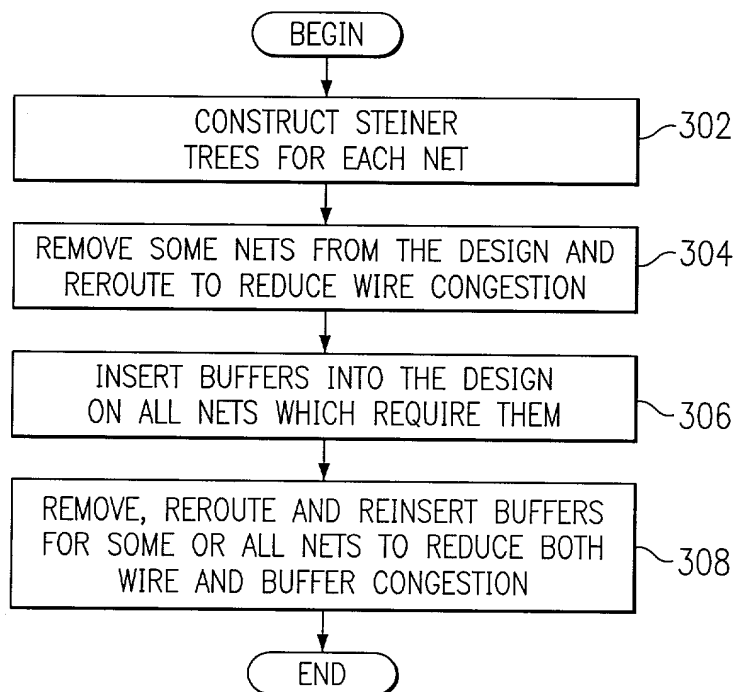 BEGIN
CONSTRUCT STEINER
TREES FOR EACH NET
302
REMOVE SOME NETS FROM THE DESIGN AND
REROUTE TO REDUCE WIRE CONGESTION
304
INSERT BUFFERS INTO THE DESIGN
ON ALL NETS WHICH REQUIRE THEM
306
REMOVE, REROUTE AND REINSERT BUFFERS
FOR SOME OR ALL NETS TO REDUCE BOTH
WIRE AND BUFFER CONGESTION
308
END